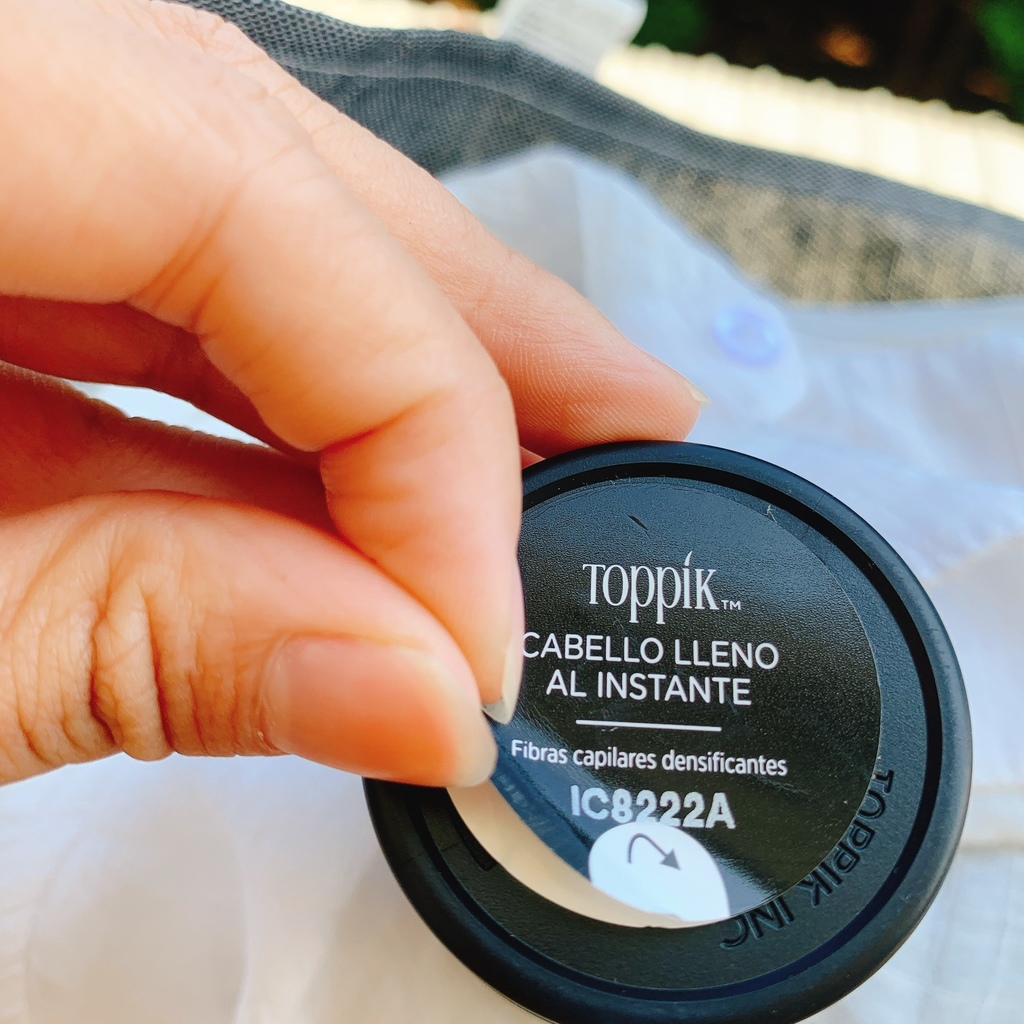 TOPPIK™
CABELLO LLENO
AL INSTANTE
Fibras capilares densificantes
IC8222A
TOPPIK INC